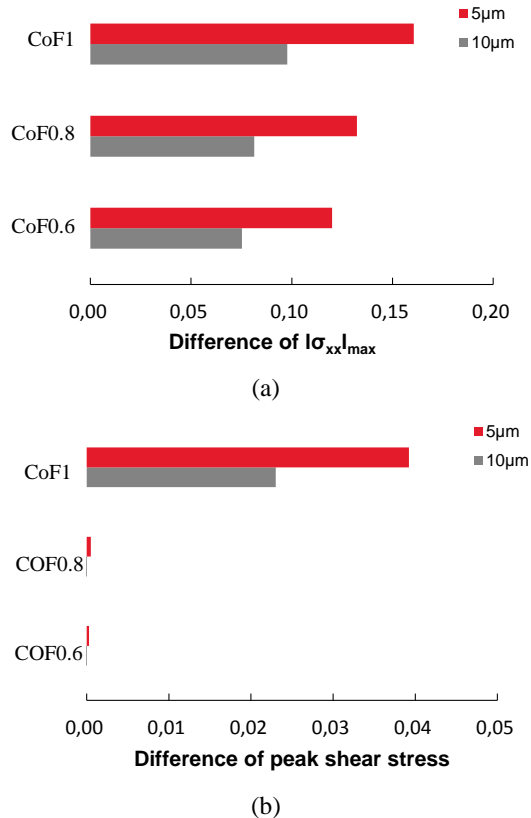 CoF1
5µm
10µm
CoF0.8
CoF0.6
0,00 0,05 0,10 0,15 0,20
Difference of IσxxImax
(a)
5µm
10µm
CoF1
COF0.8
COF0.6
0,00 0,01 0,02 0,03 0,04 0,05
Difference of peak shear stress
(b)